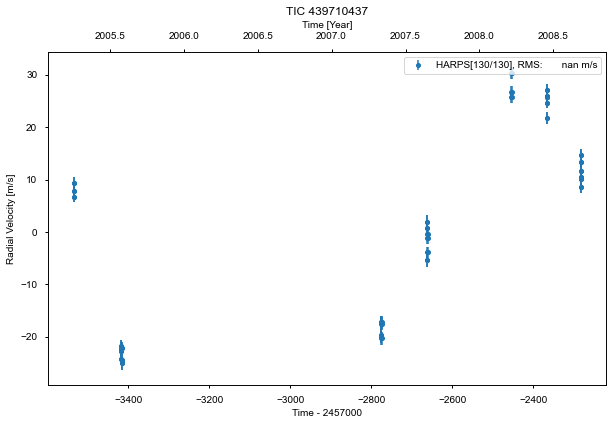 TIC 439710437
Time [Year]
2005.5 2006.0 2006.5 2007.0 2007.5 2008.0 2008.5
HARPS[130/130], RMS: nan m/s
30
20
10
0
−10
−20
Radial Velocity [m/s]
−3400 −3200 −3000 −2800 −2600 −2400
Time - 2457000